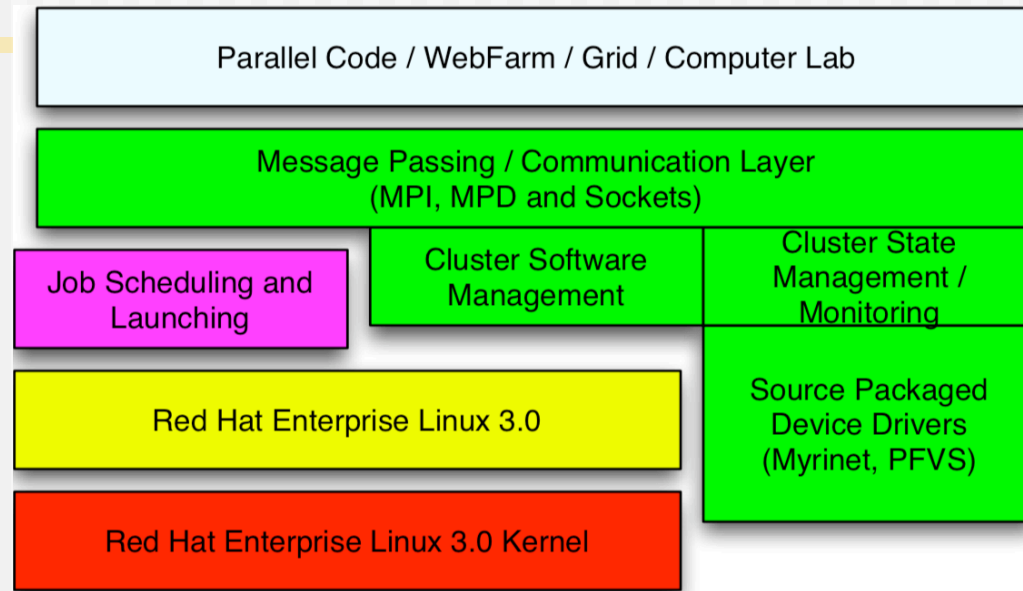 Parallel Code / WebFarm / Grid / Computer Lab
Message Passing / Communication Layer
(MPI, MPD and Sockets)
Job Scheduling and
Launching
Cluster Software
Management
Cluster State
Management /
Monitoring
Red Hat Enterprise Linux 3.0
Source Packaged
Device Drivers
(Myrinet, PFVS)
Red Hat Enterprise Linux 3.0 Kernel